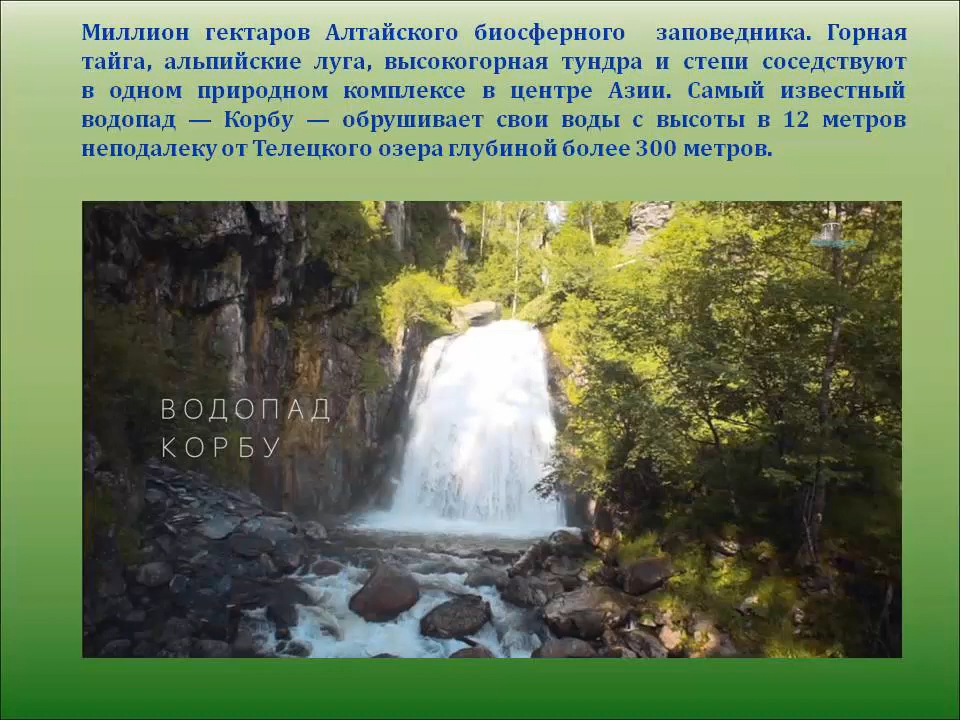 Миллион гектаров Алтайского биосферного заповедника. Горная
тайга, альпийские луга, высокогорная тундра и степи соседствуют
в одном природном комплексе в центре Азии. Самый известный
водопад — Корбу — обрушивает свои воды с высоты в 12 метров
неподалеку от Телецкого озера глубиной более 300 метров.
ВОДОПАД
КОРБУ